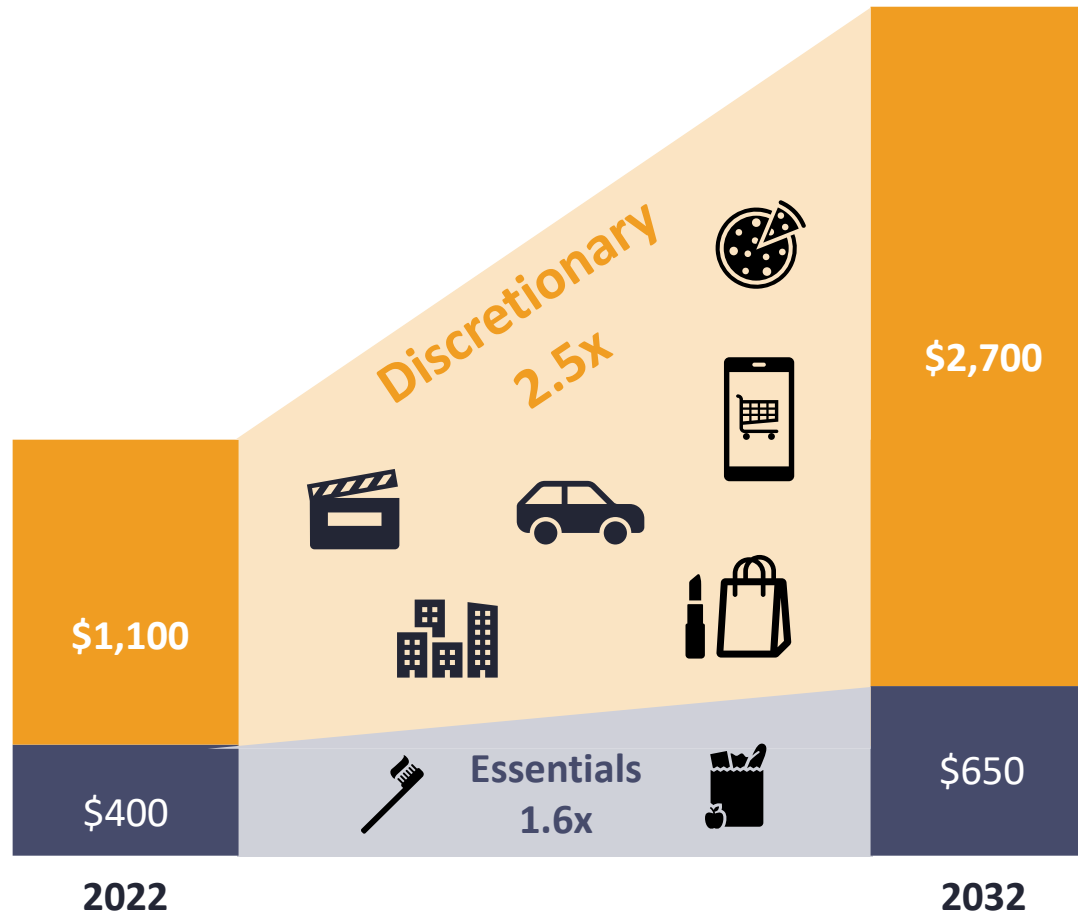 Discretionary
2.5x
$2,700
$1,100
Essentials
1.6x
$400
$650
2022
2032